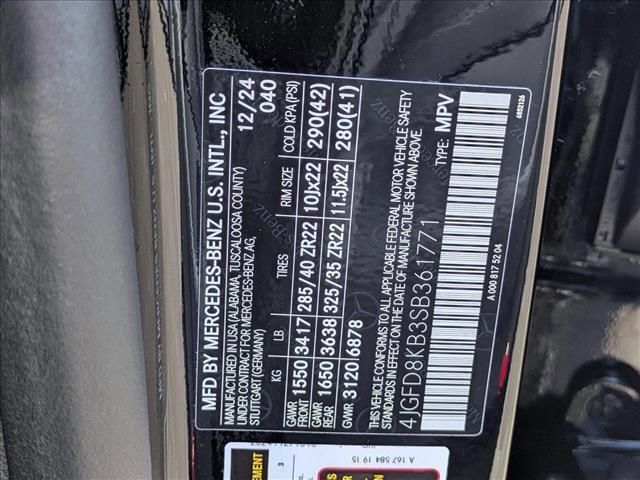 MFD BY MERCEDES-BENZ U.S. INTL., INC
MANUFACTURED IN USA (ALABAMA, TUSCALOOSA COUNTY)
UNDER CONTRACT FOR MERCEDES-BENZ AG,
STUTTGART (GERMANY)
12/24
040
KG LB TIRES RIM SIZE COLD KPA (PSI)
GAWR FRONT 1550 3417 285/40 ZR22 10Jx22 290(42)
GAWR REAR 1650 3638 325/35 ZR22 11.5Jx22 280(41)
GVWR 3120 6878
THIS VEHICLE CONFORMS TO ALL APPLICABLE FEDERAL MOTOR VEHICLE SAFETY
STANDARDS IN EFFECT ON THE DATE OF MANUFACTURE SHOWN ABOVE.
4JGFD8KB3SB361771 TYPE: MPV
A 000 817 52 04
6852126
A 167 584 19 15